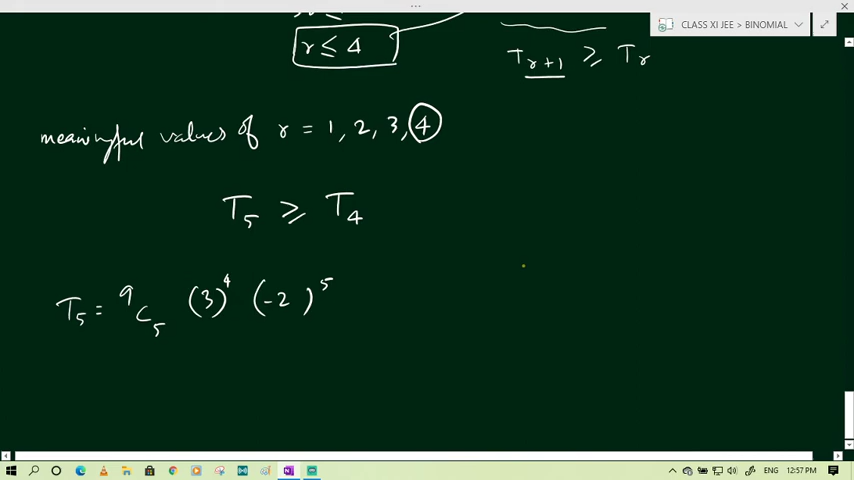 CLASS XI JEE > BINOMIAL
r ≤ 4
T_{r+1} ≥ T_r
meaningful values of r = 1, 2, 3, 4
T_5 ≥ T_4
T_5 = ^9C_5 (3)^4 (-2)^5
ENG 12:57 PM